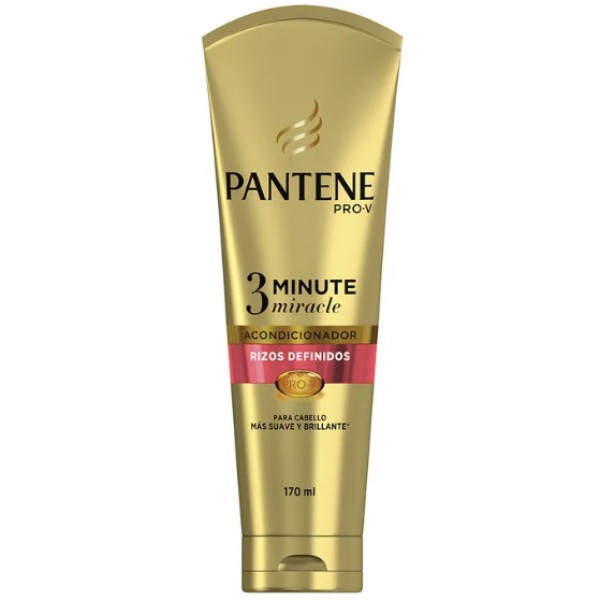 PANTENE
PRO·V
3 MINUTE
miracle
ACONDICIONADOR
RIZOS DEFINIDOS
PRO-V
PARA CABELLO
MÁS SUAVE Y BRILLANTE*
170 ml